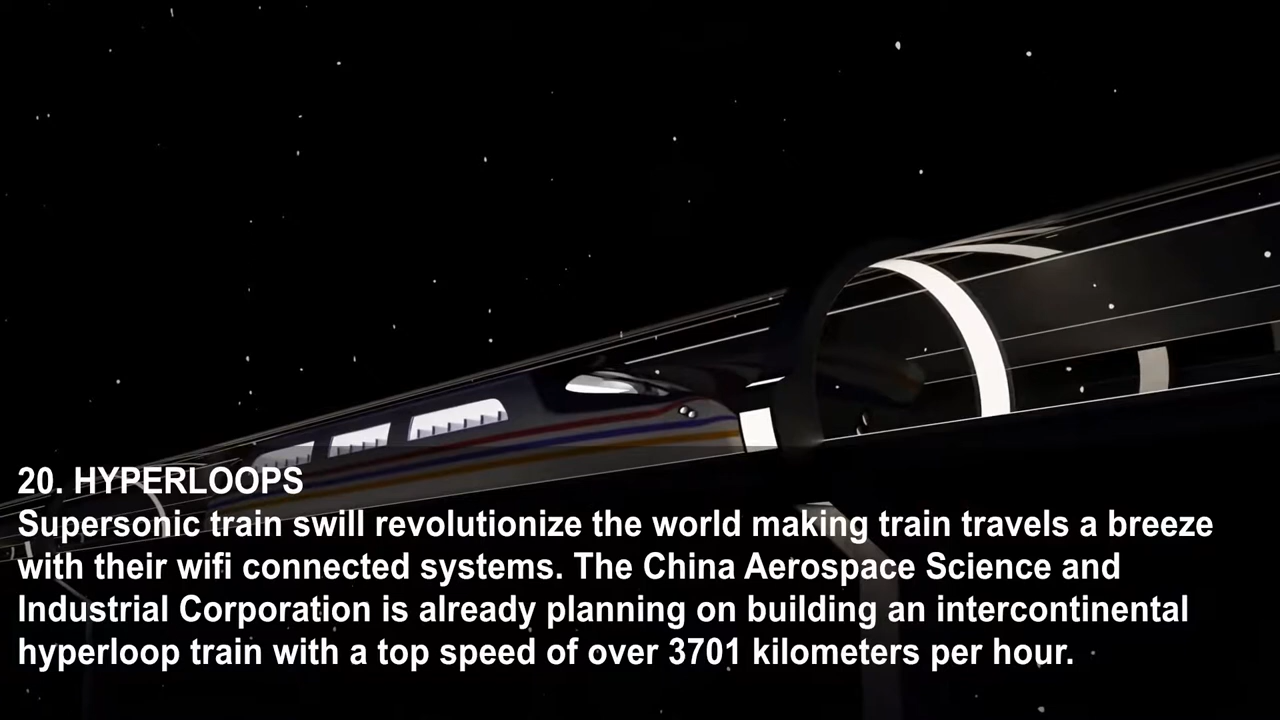 20. HYPERLOOPS
Supersonic train swill revolutionize the world making train travels a breeze
with their wifi connected systems. The China Aerospace Science and
Industrial Corporation is already planning on building an intercontinental
hyperloop train with a top speed of over 3701 kilometers per hour.